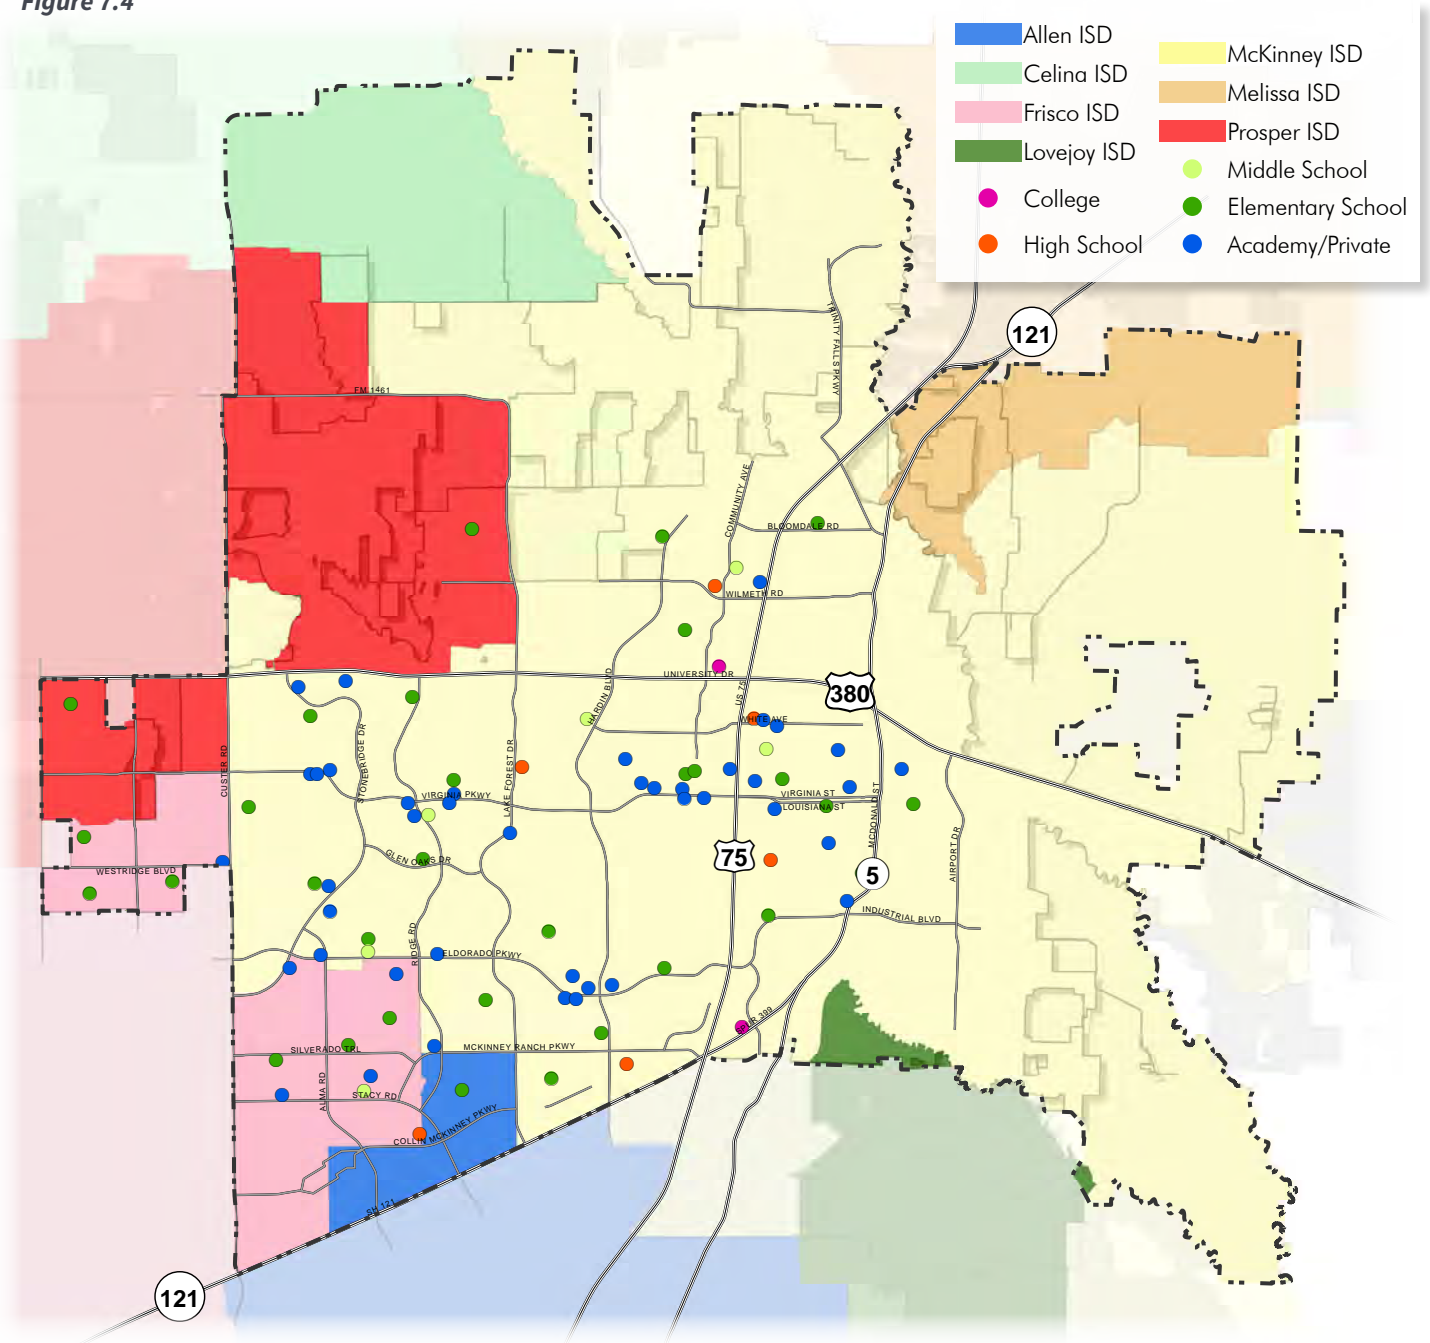 Figure 7.4
Allen ISD
Celina ISD
Frisco ISD
Lovejoy ISD
College
High School
McKinney ISD
Melissa ISD
Prosper ISD
Middle School
Elementary School
Academy/Private
121
TRINITY FALLS PKWY
FM 1461
COMMUNITY AVE
BLOOMDALE RD
WILMETH RD
UNIVERSITY DR
HARDIN BLVD
US 75
380
WHITE AVE
CUSTER RD
STONEBRIDGE DR
LAKE FOREST DR
VIRGINIA PKWY
VIRGINIA ST
LOUISIANA ST
MCDONALD ST
AIRPORT DR
GLEN OAKS DR
75
5
WESTRIDGE BLVD
INDUSTRIAL BLVD
RIDGE RD
ELDORADO PKWY
SPUR 399
SILVERADO TRL
MCKINNEY RANCH PKWY
ALMA RD
STACY RD
COLLIN MCKINNEY PKWY
SH 121
121